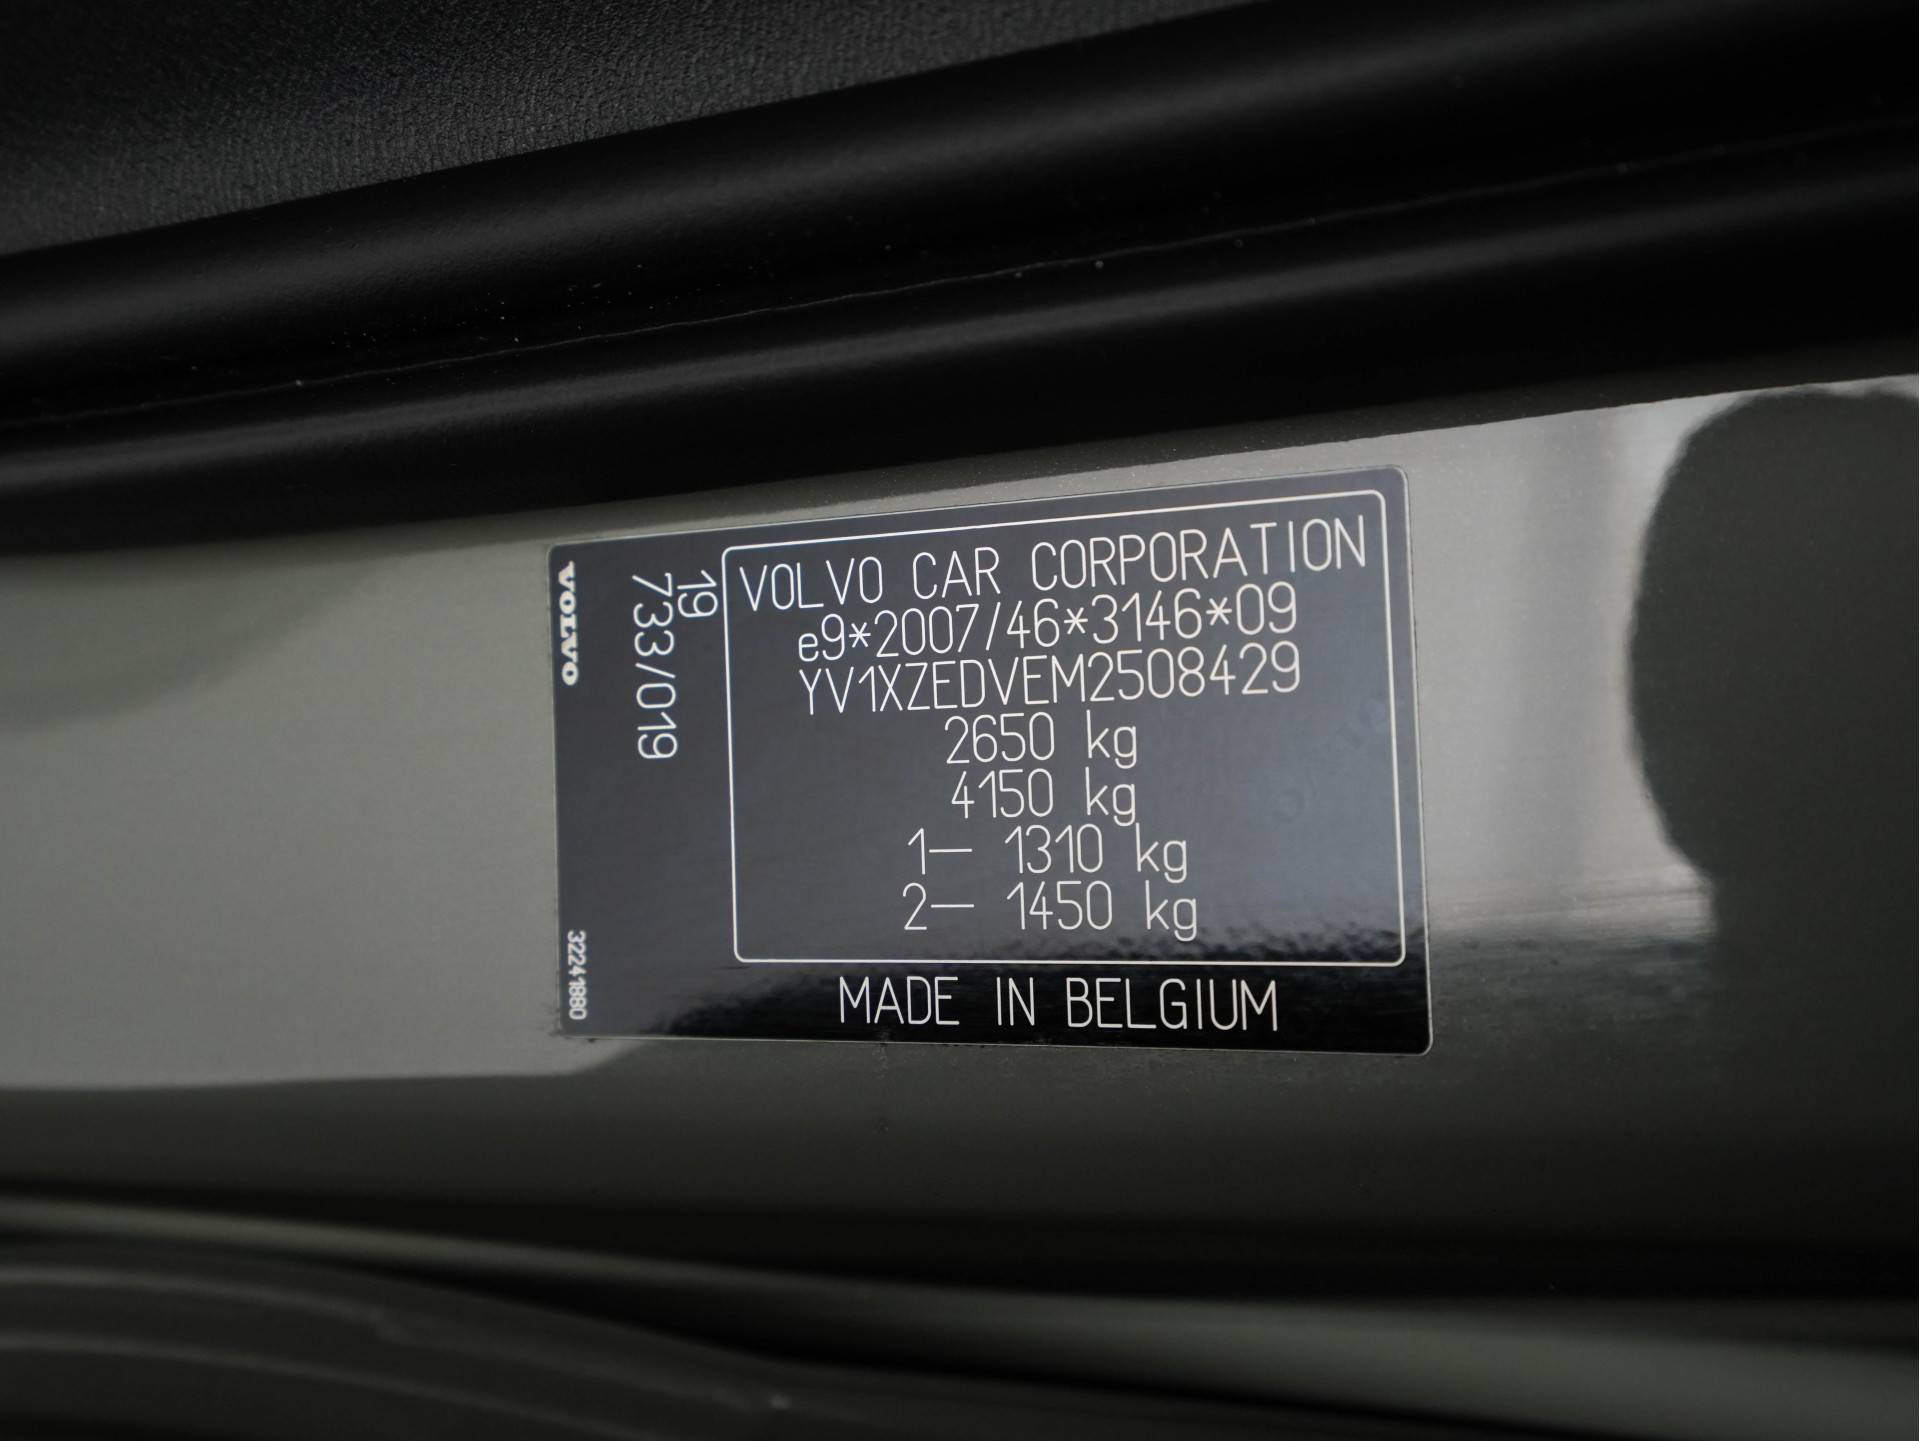 VOLVO
32241880
19
733/019
VOLVO CAR CORPORATION
e9*2007/46*3146*09
YV1XZEDVEM2508429
2650 kg
4150 kg
1— 1310 kg
2— 1450 kg
MADE IN BELGIUM